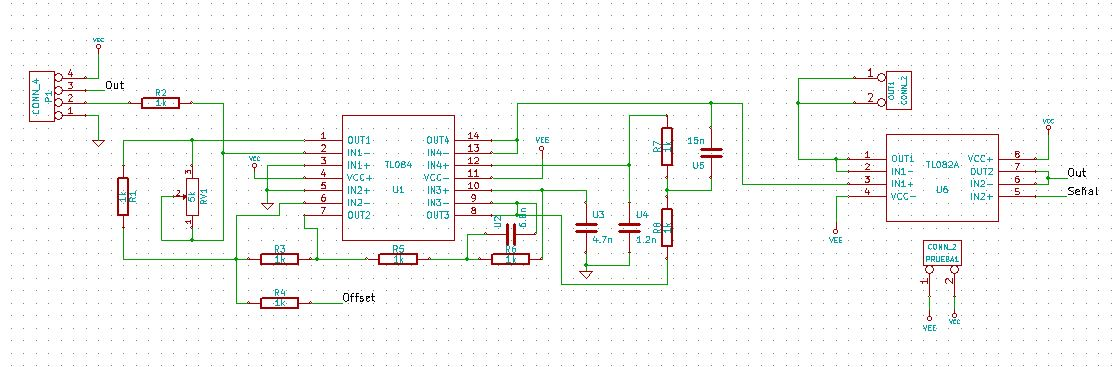 VCC
CONN_4
P1
4
3
2
1
Out
R2
1k
R1
1k
2
3
1
5k
RV1
VCC
1 OUT1
2 IN1-
3 IN1+
4 VCC+
5 IN2+
6 IN2-
7 OUT2
TL084
U1
OUT4 14
IN4- 13
IN4+ 12
VCC- 11
IN3+ 10
IN3- 9
OUT3 8
VEE
U2
R3
1k
R5
1k
R6
1k
R4
1k
Offset
U3
4.7n
U4
1.2n
R7
1k
15n
U5
R8
1k
1
2
OUT1
CONN_2
1 OUT1
2 IN1-
3 IN1+
4 VCC-
TL082A
U6
VCC+ 8
OUT2 7
IN2- 6
IN2+ 5
VCC
Out
Señal
VEE
CONN_2
PRUEBA1
1
2
VEE
VCC